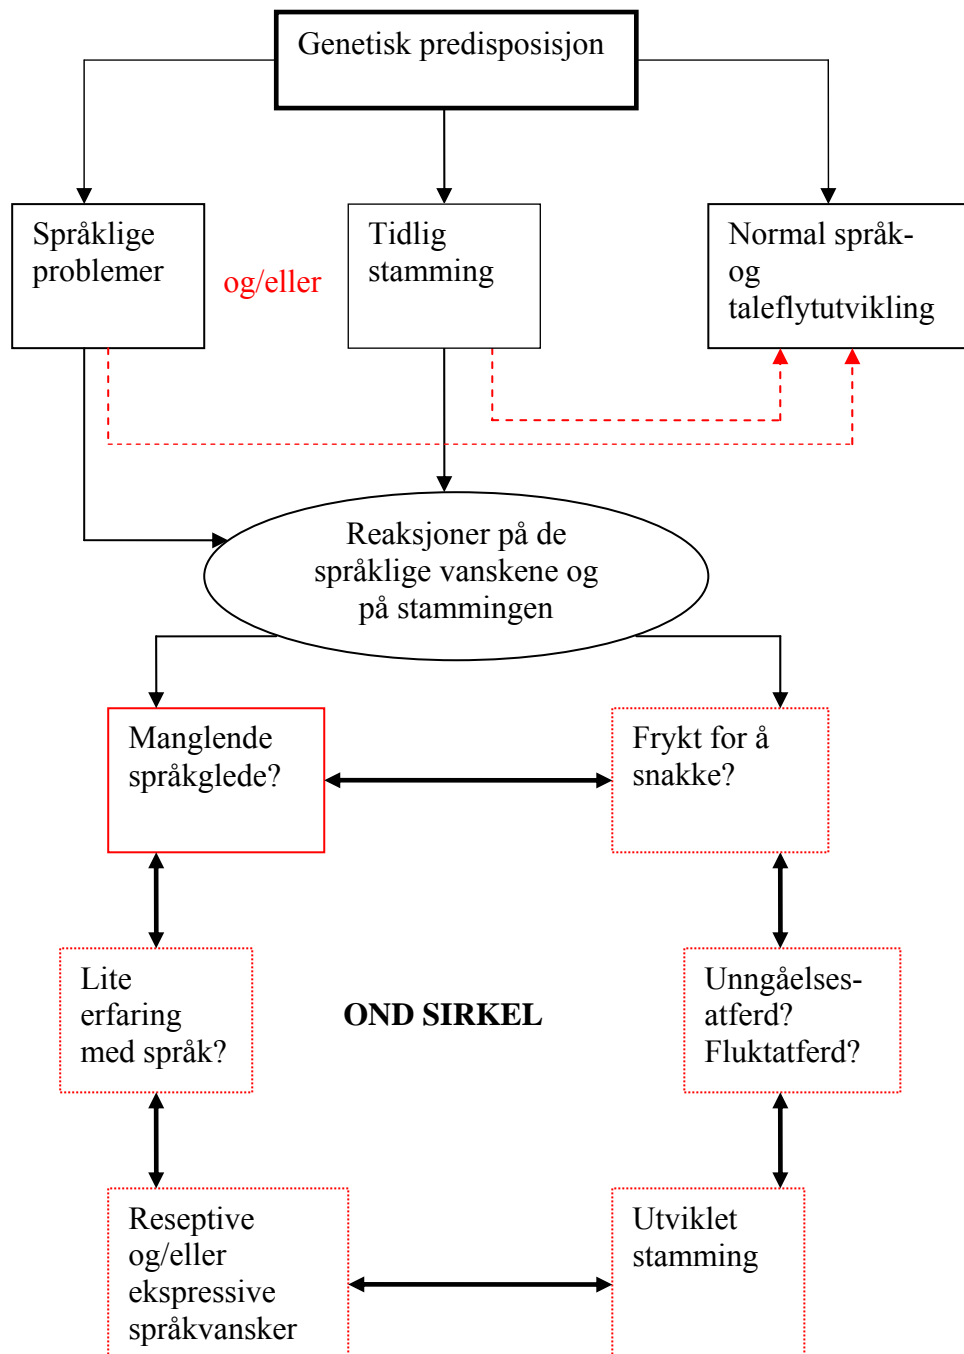 Genetisk predisposisjon
Språklige
problemer
og/eller
Tidlig
stamming
Normal språk-
og
taleflytutvikling
Reaksjoner på de
språklige vanskene og
på stammingen
Manglende
språkglede?
Frykt for å
snakke?
Lite
erfaring
med språk?
OND SIRKEL
Unngåelses-
atferd?
Fluktatferd?
Reseptive
og/eller
ekspressive
språkvansker
Utviklet
stamming